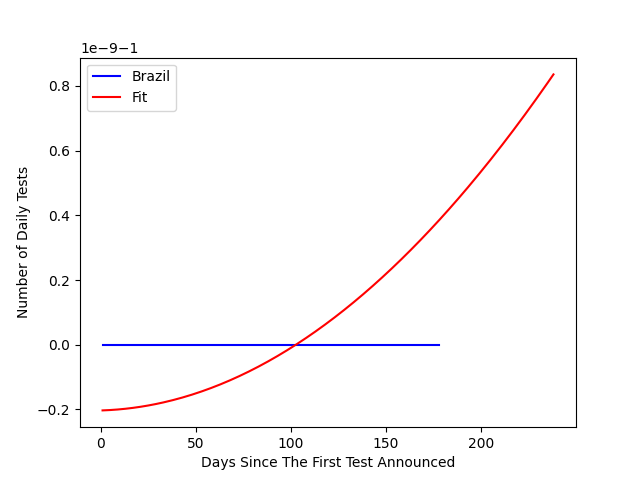 1e−9−1
Brazil
Fit
0.8
0.6
0.4
0.2
0.0
−0.2
Number of Daily Tests
0
50
100
150
200
Days Since The First Test Announced